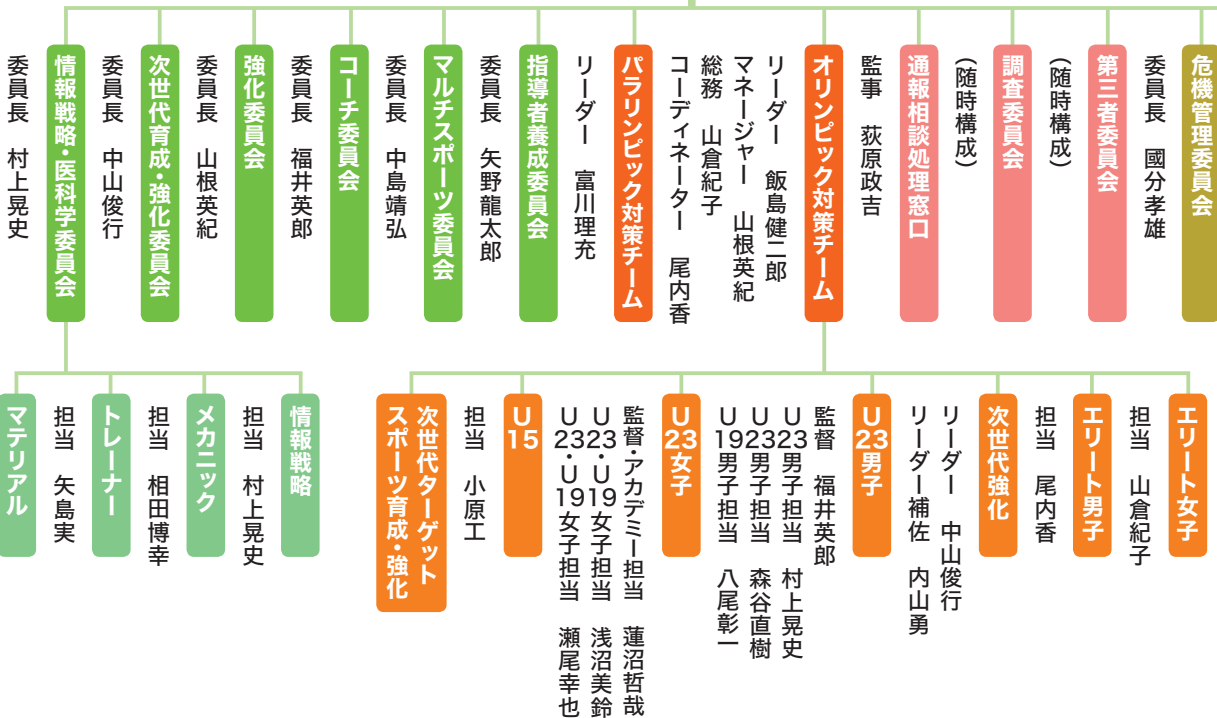 危機管理委員会
委員長　國分孝雄
第三者委員会
(随時構成)
調査委員会
(随時構成)
通報相談処理窓口
監事　荻原政吉
オリンピック対策チーム
リーダー　飯島健二郎
マネージャー　山根英紀
総務　山倉紀子
コーディネーター　尾内香
パラリンピック対策チーム
リーダー　富川理充
指導者養成委員会
委員長　矢野龍太郎
マルチスポーツ委員会
委員長　中島靖弘
コーチ委員会
委員長　福井英郎
強化委員会
委員長　山根英紀
次世代育成・強化委員会
委員長　中山俊行
情報戦略・医科学委員会
委員長　村上晃史
エリート女子
担当　山倉紀子
エリート男子
担当　尾内香
次世代強化
リーダー　中山俊行
リーダー補佐　内山勇
U23男子
監督　福井英郎
U23男子担当　村上晃史
U23男子担当　森谷直樹
U19男子担当　八尾彰一
U23女子
監督・アカデミー担当　蓮沼哲哉
U23・U19女子担当　浅沼美鈴
U23・U19女子担当　瀬尾幸也
U15
担当　小原工
次世代ターゲット
スポーツ育成・強化
情報戦略
担当　村上晃史
メカニック
担当　相田博幸
トレーナー
担当　矢島実
マテリアル